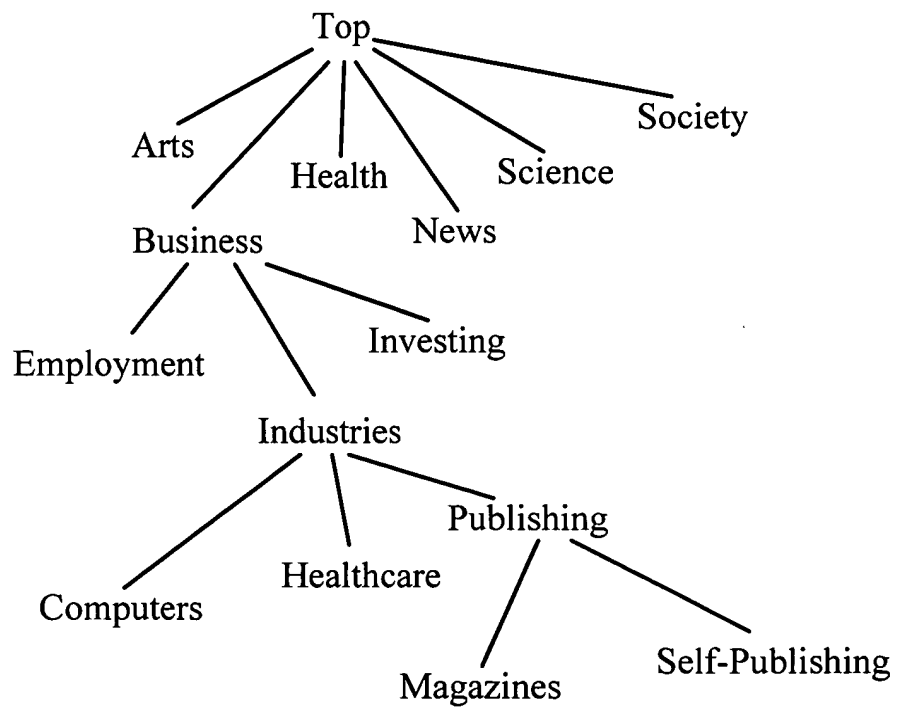 Top
Arts
Health
Science
Society
Business
News
Employment
Investing
Industries
Computers
Healthcare
Publishing
Magazines
Self-Publishing